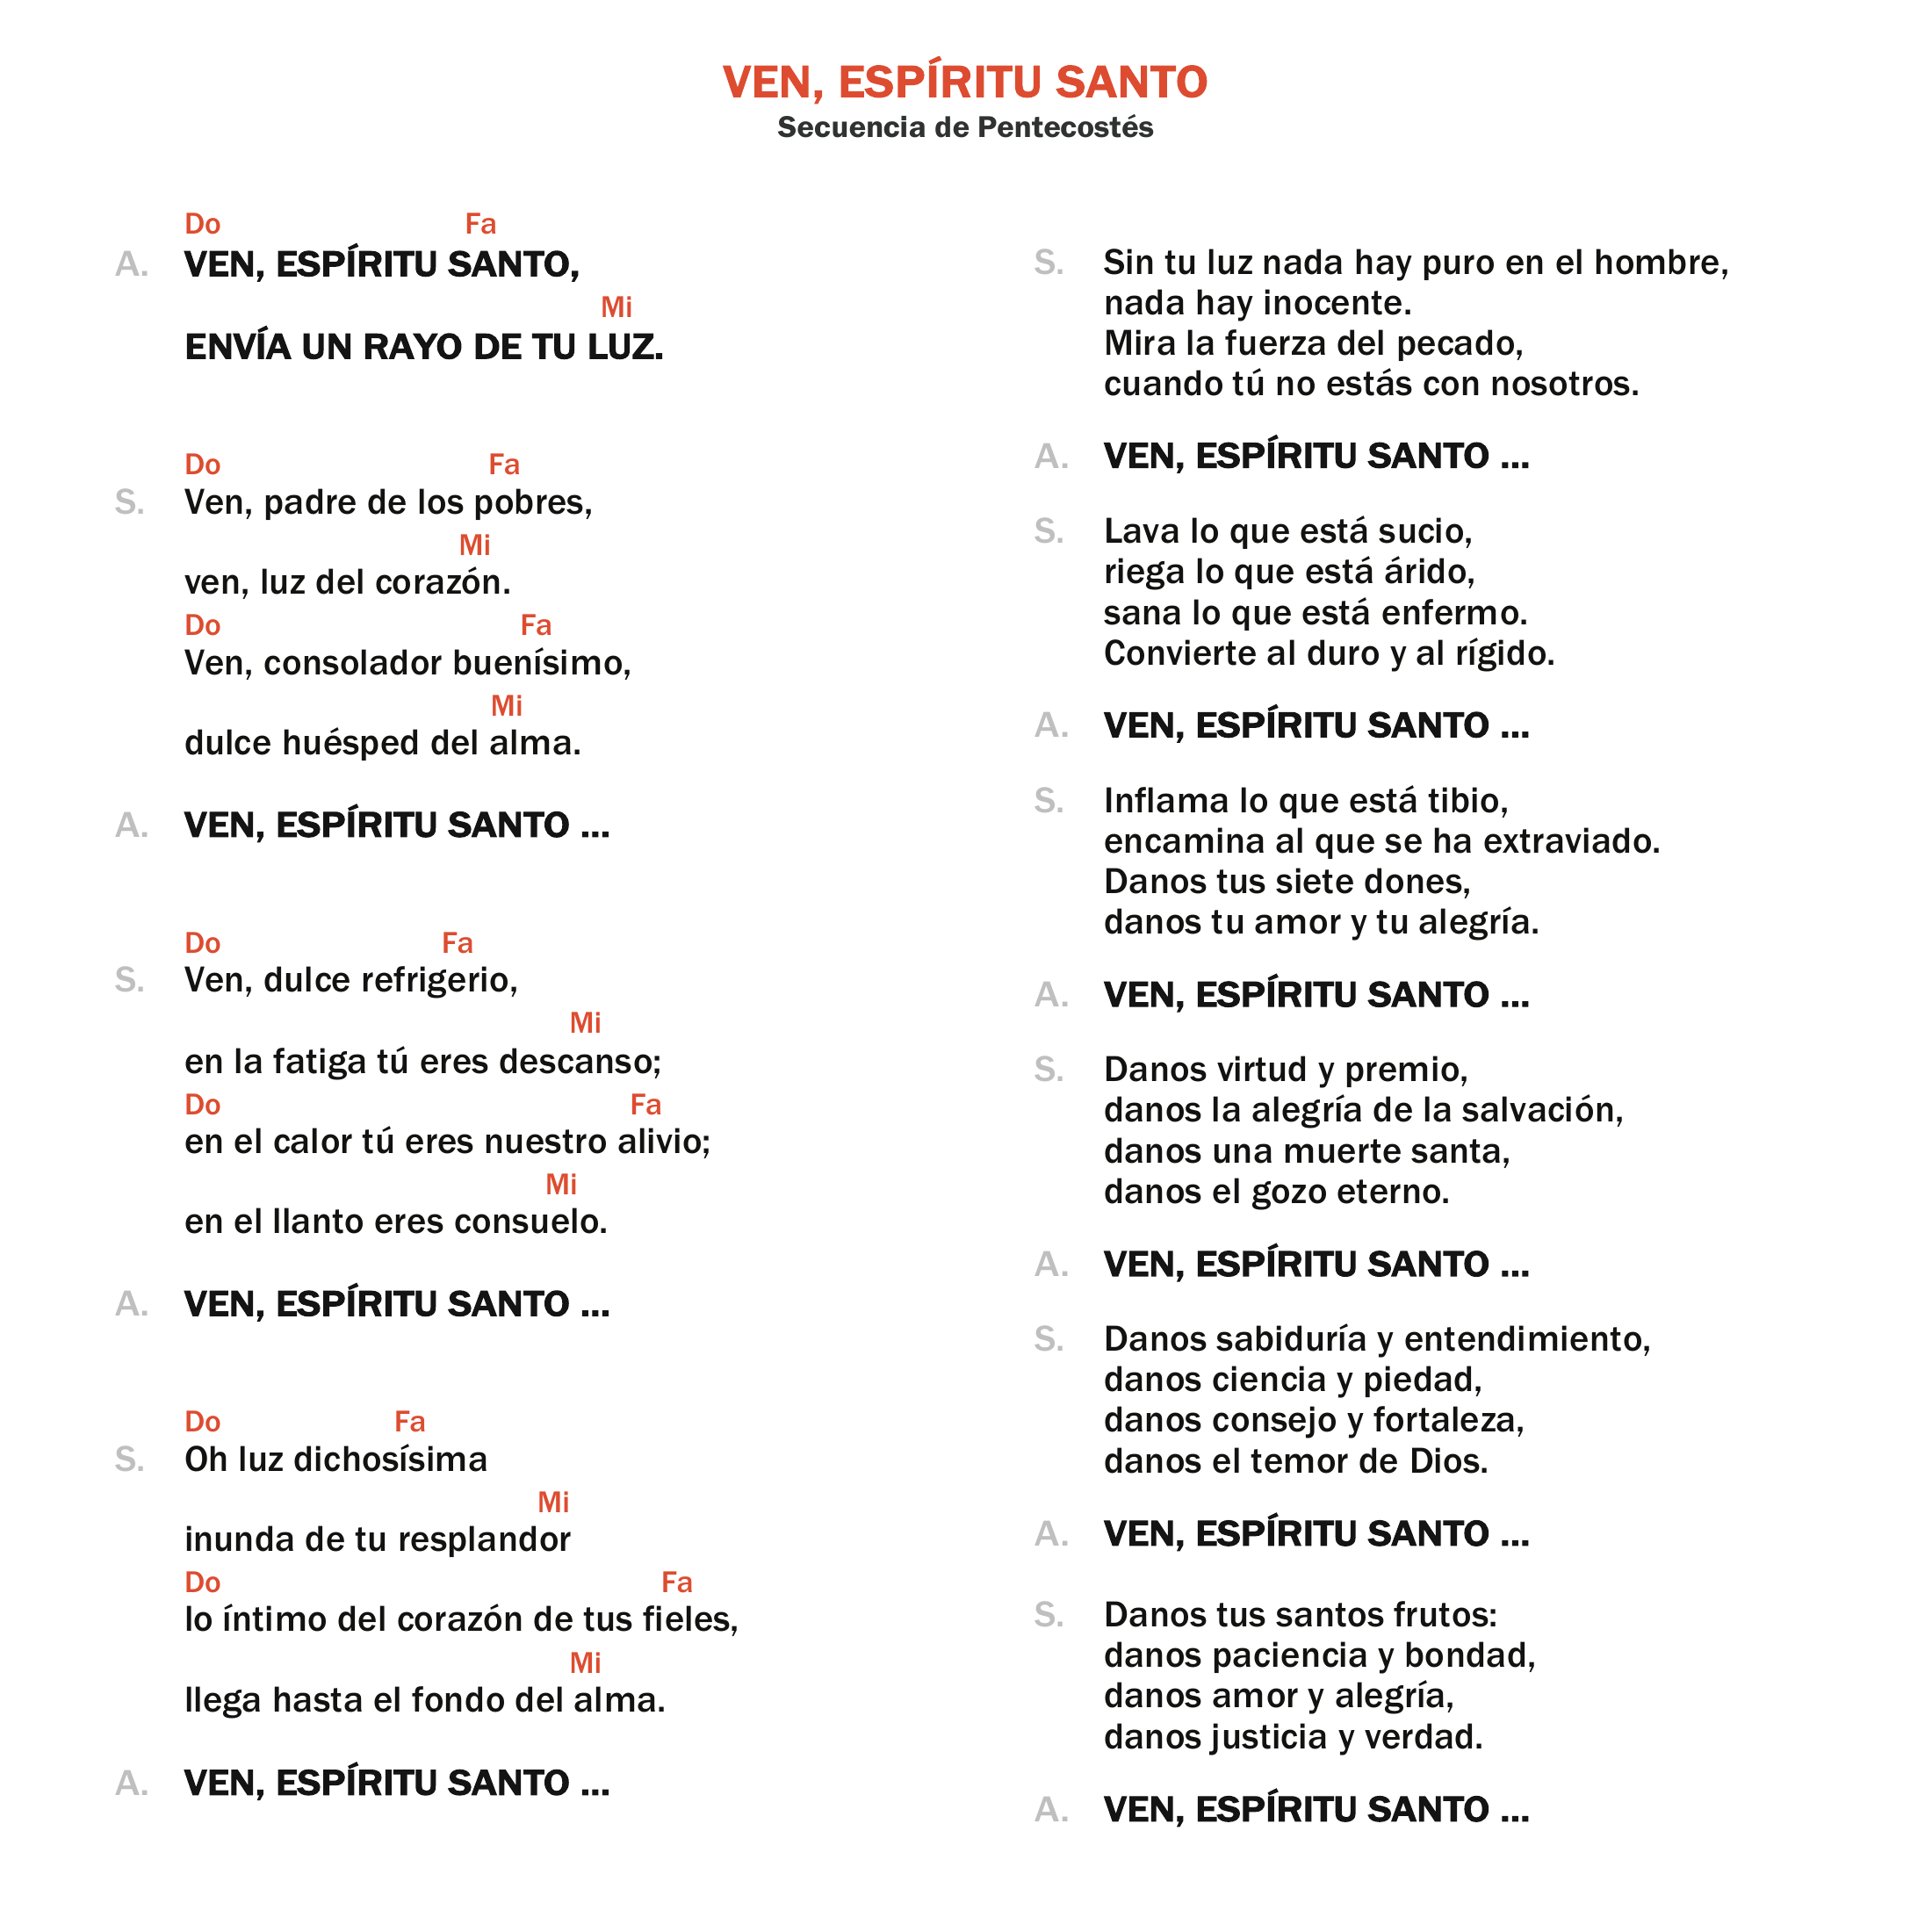 VEN, ESPÍRITU SANTO
Secuencia de Pentecostés
Do Fa
A. VEN, ESPÍRITU SANTO,
Mi
ENVÍA UN RAYO DE TU LUZ.
Do Fa
S. Ven, padre de los pobres,
Mi
ven, luz del corazón.
Do Fa
Ven, consolador buenísimo,
Mi
dulce huésped del alma.
A. VEN, ESPÍRITU SANTO ...
Do Fa
S. Ven, dulce refrigerio,
Mi
en la fatiga tú eres descanso;
Do Fa
en el calor tú eres nuestro alivio;
Mi
en el llanto eres consuelo.
A. VEN, ESPÍRITU SANTO ...
Do Fa
S. Oh luz dichosísima
Mi
inunda de tu resplandor
Do Fa
lo íntimo del corazón de tus fieles,
Mi
llega hasta el fondo del alma.
A. VEN, ESPÍRITU SANTO ...
S. Sin tu luz nada hay puro en el hombre,
nada hay inocente.
Mira la fuerza del pecado,
cuando tú no estás con nosotros.
A. VEN, ESPÍRITU SANTO ...
S. Lava lo que está sucio,
riega lo que está árido,
sana lo que está enfermo.
Convierte al duro y al rígido.
A. VEN, ESPÍRITU SANTO ...
S. Inflama lo que está tibio,
encamina al que se ha extraviado.
Danos tus siete dones,
danos tu amor y tu alegría.
A. VEN, ESPÍRITU SANTO ...
S. Danos virtud y premio,
danos la alegría de la salvación,
danos una muerte santa,
danos el gozo eterno.
A. VEN, ESPÍRITU SANTO ...
S. Danos sabiduría y entendimiento,
danos ciencia y piedad,
danos consejo y fortaleza,
danos el temor de Dios.
A. VEN, ESPÍRITU SANTO ...
S. Danos tus santos frutos:
danos paciencia y bondad,
danos amor y alegría,
danos justicia y verdad.
A. VEN, ESPÍRITU SANTO ...